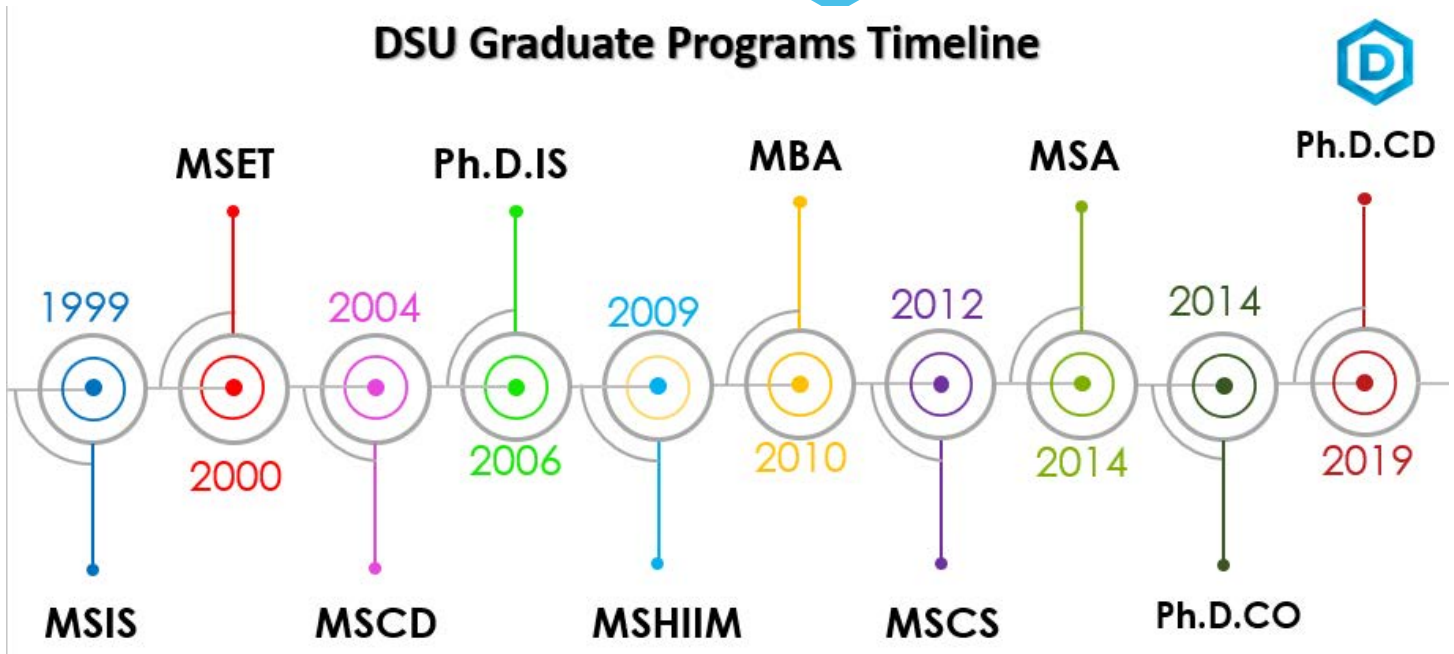 DSU Graduate Programs Timeline
D
MSET
Ph.D.IS
MBA
MSA
Ph.D.CD
1999
2004
2009
2012
2014
2000
2006
2010
2014
2019
MSIS
MSCD
MSHIIM
MSCS
Ph.D.CO